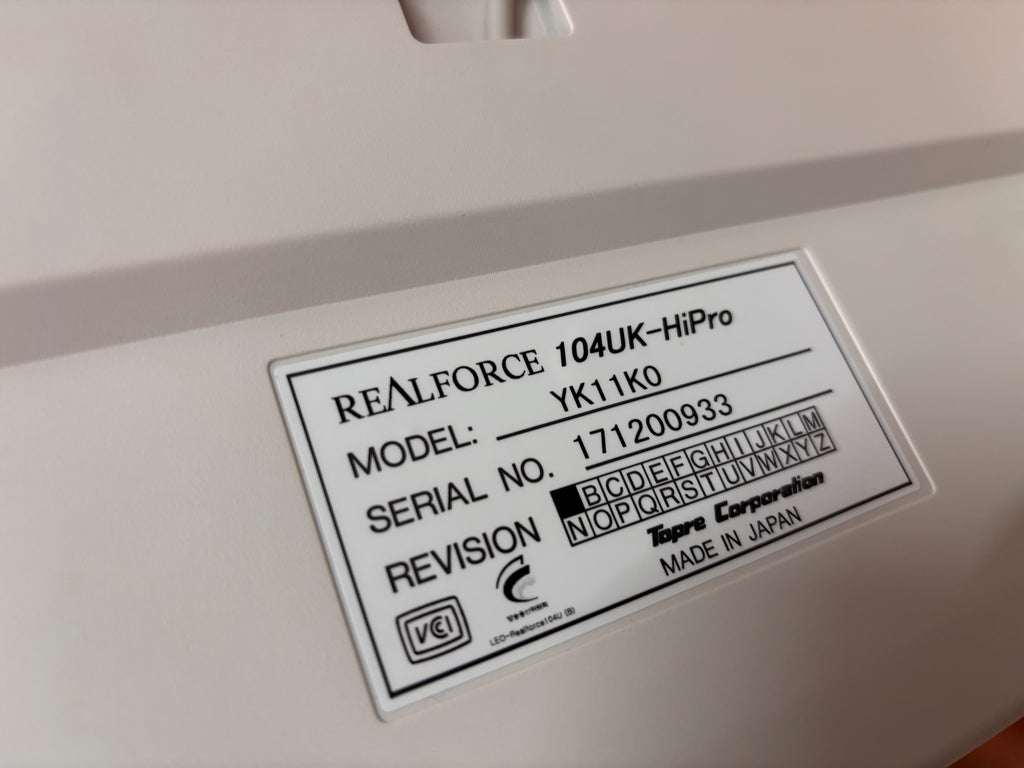 REALFORCE 104UK-HiPro
MODEL: YK11K0
SERIAL NO. 171200933
REVISION BCDEFGHIJKLM
NOPQRSTUVWXYZ
Topre Corporation
MADE IN JAPAN
VCI
LEO-Realforce104U (B)